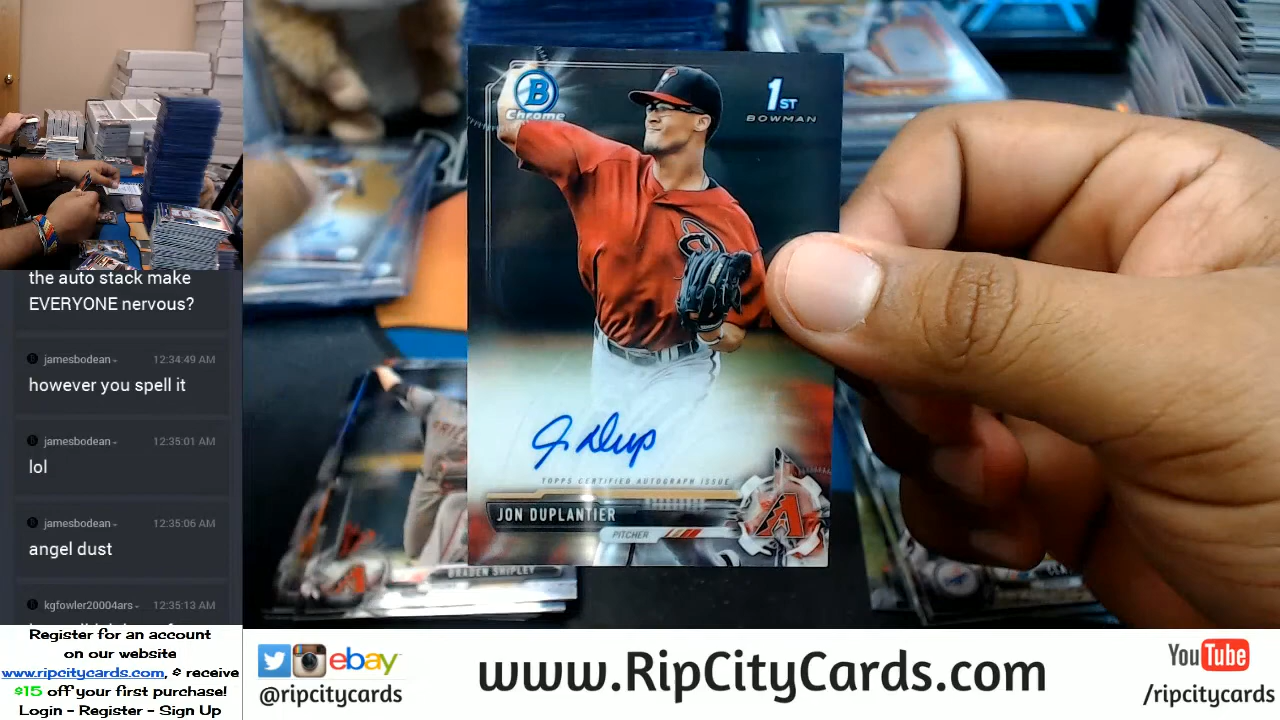 the auto stack make
EVERYONE nervous?
jamesbodean
12:34:49 AM
however you spell it
jamesbodean
12:35:01 AM
lol
jamesbodean
12:35:06 AM
angel dust
kgfowler20004ars
12:35:13 AM
Register for an account
on our website
www.ripcitycards.com, & receive
$15 off your first purchase!
Login - Register - Sign Up
B
Chrome
1ST
BOWMAN
J. Dup
TOPPS CERTIFIED AUTOGRAPH ISSUE
JON DUPLANTIER
PITCHER
A
BRADEN SHIPLEY
ebay
@ripcitycards
www.RipCityCards.com
YouTube
/ripcitycards